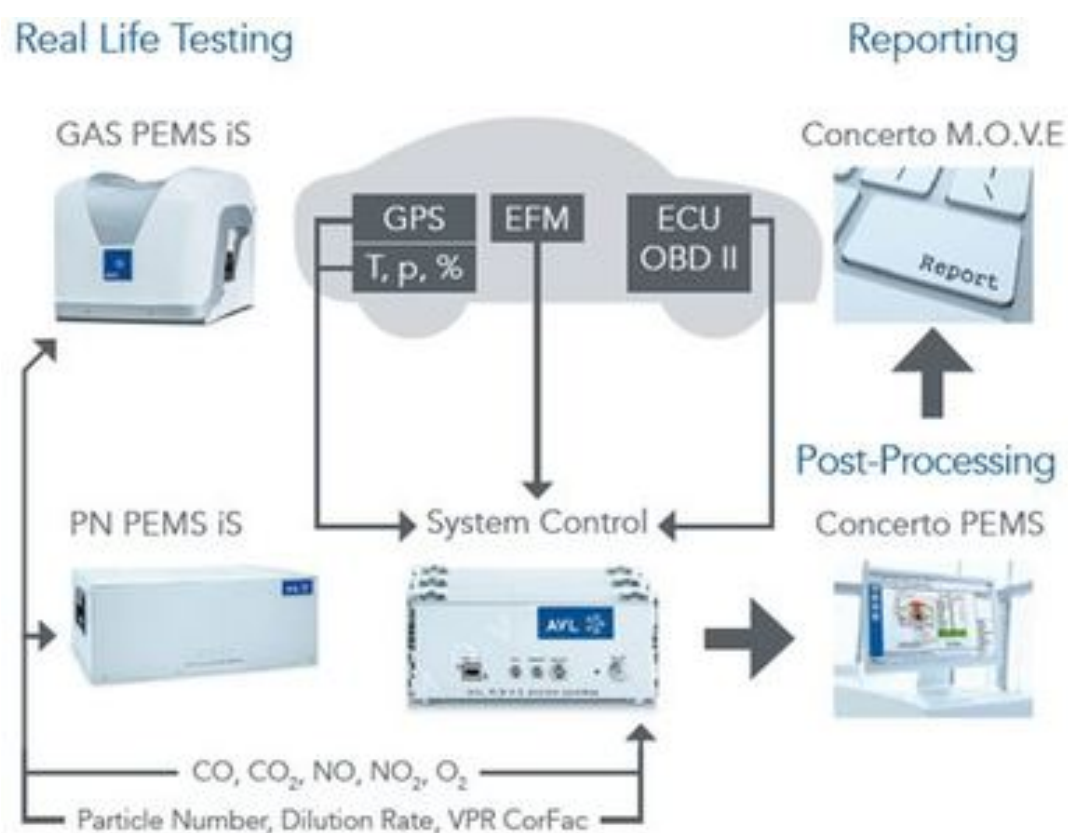 Real Life Testing
Reporting
GAS PEMS iS
Concerto M.O.V.E
GPS
EFM
ECU
OBD II
T, p, %
Report
Post-Processing
PN PEMS iS
System Control
Concerto PEMS
AVL
CO, CO₂, NO, NO₂, O₂
Particle Number, Dilution Rate, VPR CorFac